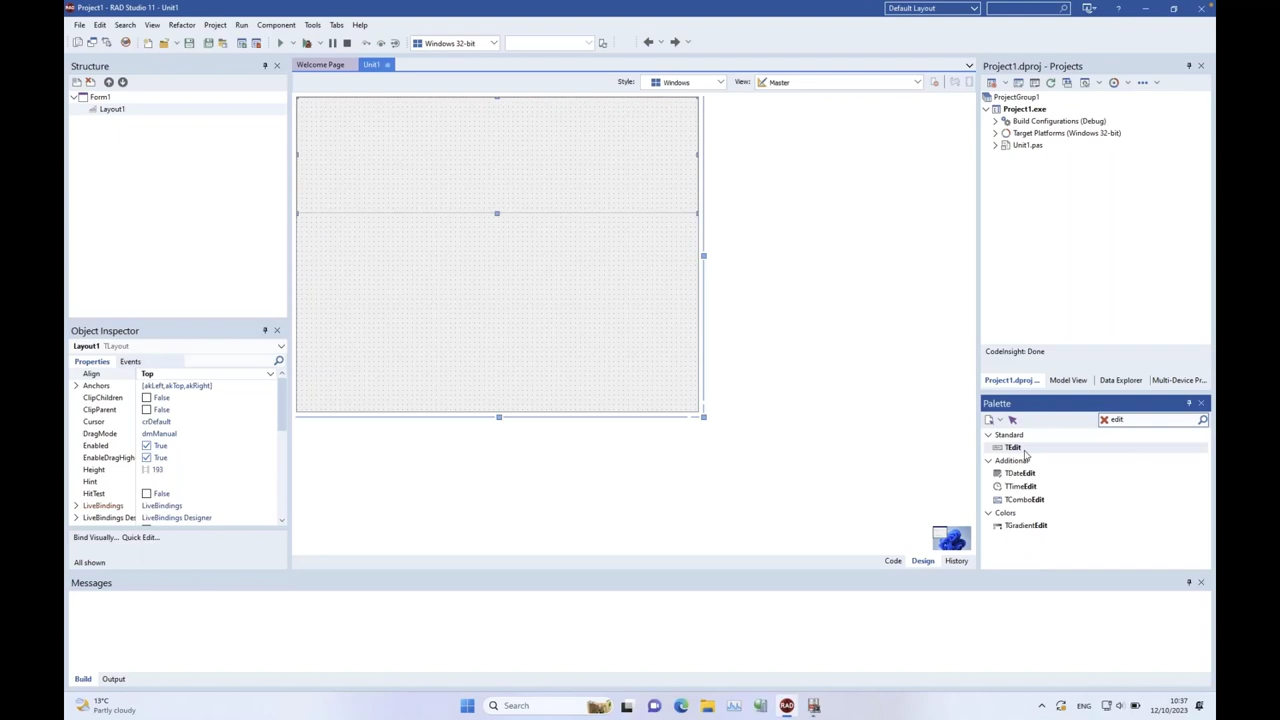 Project1 - RAD Studio 11 - Unit1
Default Layout
File Edit Search View Refactor Project Run Component Tools Tabs Help
Windows 32-bit
Structure
Form1
Layout1
Welcome Page
Unit1
Style:
Windows
View:
Master
Project1.dproj - Projects
ProjectGroup1
Project1.exe
Build Configurations (Debug)
Target Platforms (Windows 32-bit)
Unit1.pas
CodeInsight: Done
Project1.dproj ...
Model View
Data Explorer
Multi-Device Pr...
Object Inspector
Layout1 TLayout
Properties Events
Align Top
Anchors [akLeft,akTop,akRight]
ClipChildren False
ClipParent False
Cursor crDefault
DragMode dmManual
Enabled True
EnableDragHigh True
Height 193
Hint
HitTest False
LiveBindings LiveBindings
LiveBindings Des LiveBindings Designer
Bind Visually... Quick Edit...
All shown
Palette
edit
Standard
TEdit
Additional
TDateEdit
TTimeEdit
TComboEdit
Colors
TGradientEdit
Code Design History
Messages
Build Output
13°C
Partly cloudy
Search
RAD
ENG
10:37
12/10/2023